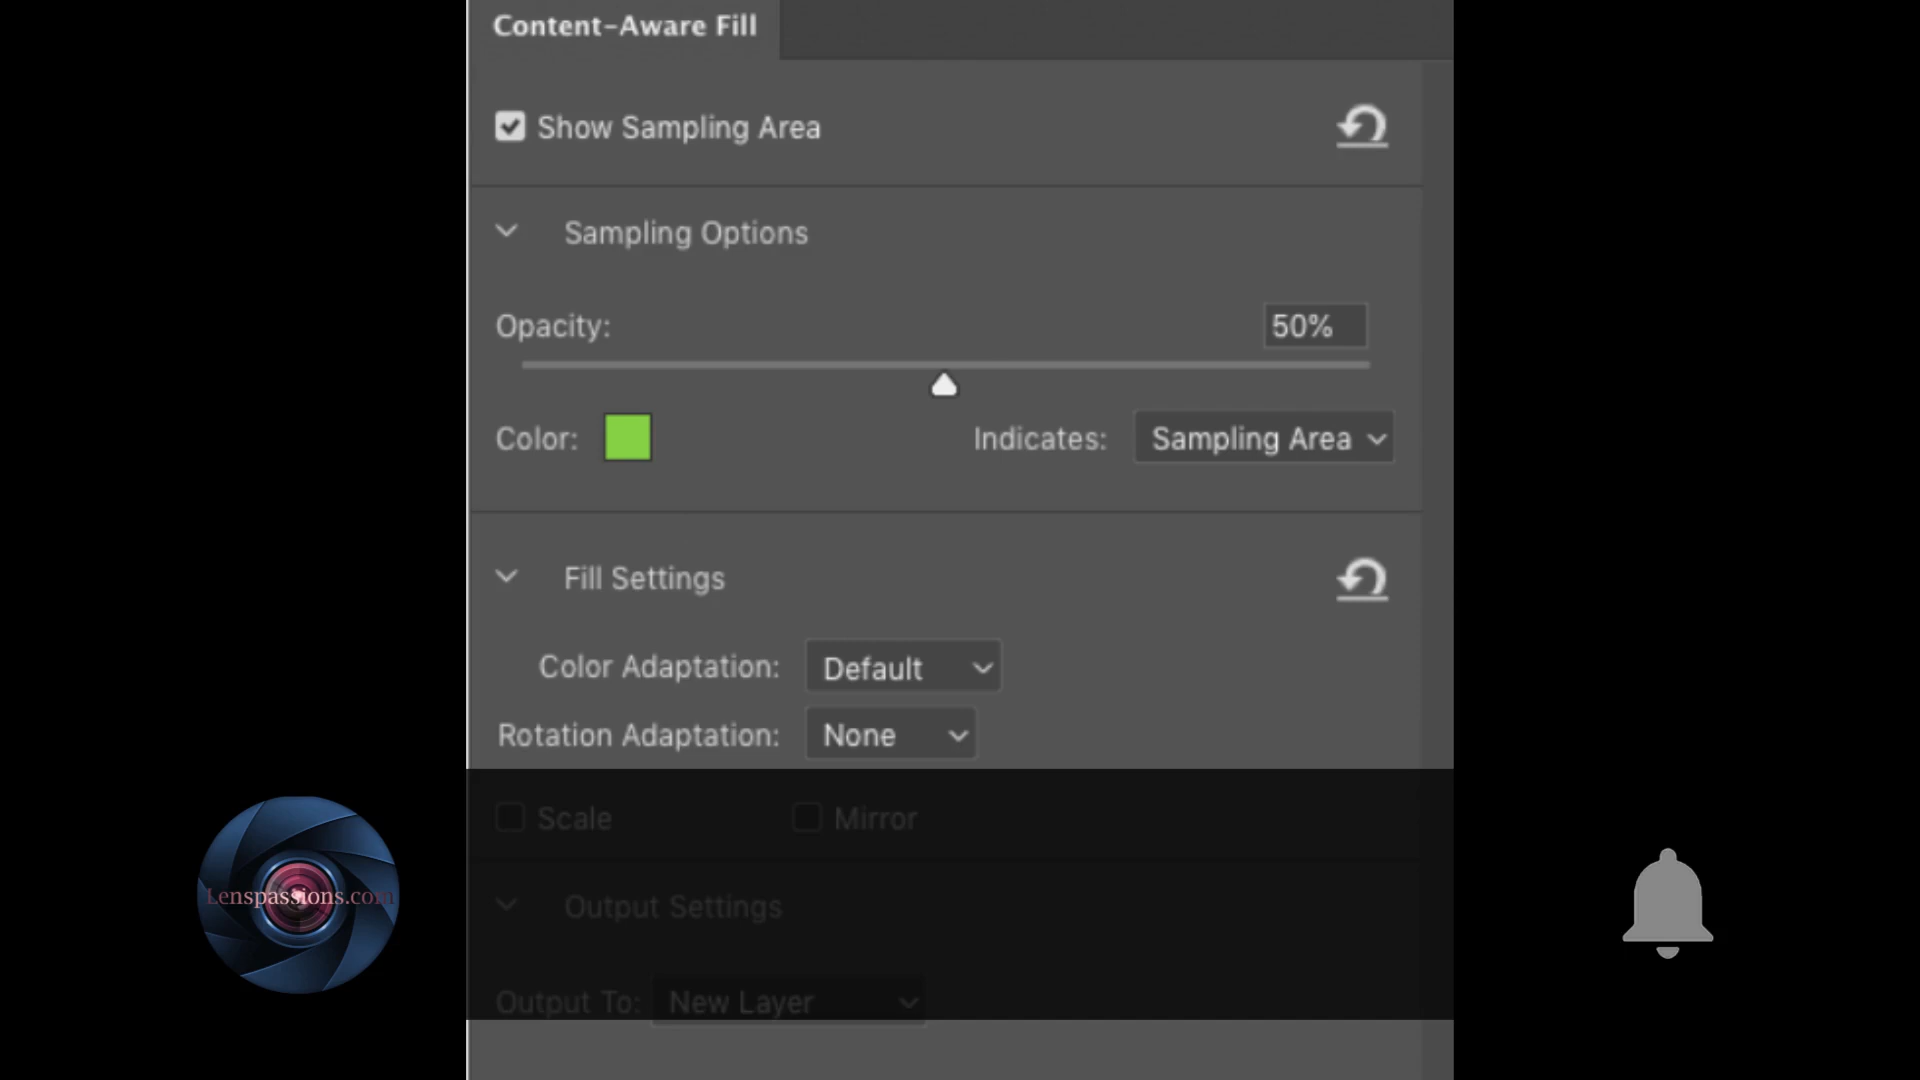 Content-Aware Fill
Show Sampling Area
Sampling Options
Opacity: 50%
Color: Indicates: Sampling Area
Fill Settings
Color Adaptation: Default
Rotation Adaptation: None
Scale Mirror
Output Settings
Output To: New Layer
Lenspassions.com